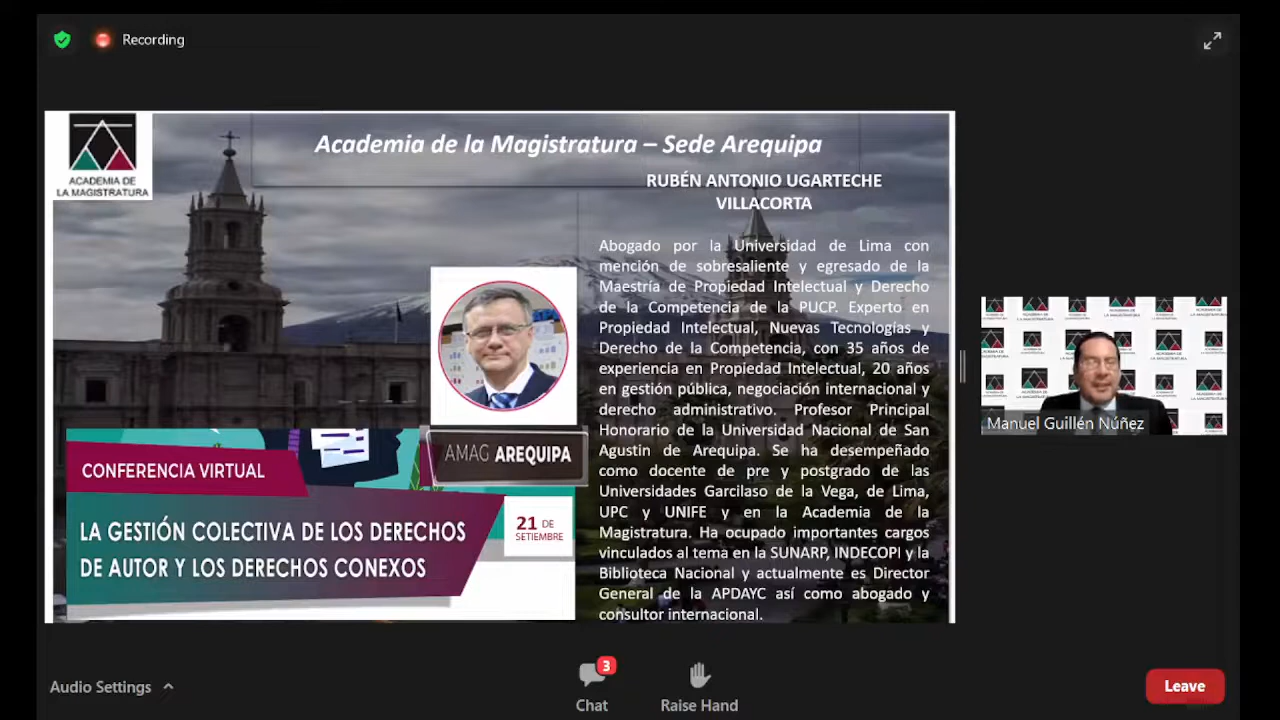 Recording
ACADEMIA DE
LA MAGISTRATURA
Academia de la Magistratura – Sede Arequipa
RUBÉN ANTONIO UGARTECHE
VILLACORTA
Abogado por la Universidad de Lima con
mención de sobresaliente y egresado de la
Maestría de Propiedad Intelectual y Derecho
de la Competencia de la PUCP. Experto en
Propiedad Intelectual, Nuevas Tecnologías y
Derecho de la Competencia, con 35 años de
experiencia en Propiedad Intelectual, 20 años
en gestión pública, negociación internacional y
derecho administrativo. Profesor Principal
Honorario de la Universidad Nacional de San
Agustin de Arequipa. Se ha desempeñado
como docente de pre y postgrado de las
Universidades Garcilaso de la Vega, de Lima,
UPC y UNIFE y en la Academia de la
Magistratura. Ha ocupado importantes cargos
vinculados al tema en la SUNARP, INDECOPI y la
Biblioteca Nacional y actualmente es Director
General de la APDAYC así como abogado y
consultor internacional.
AMAG AREQUIPA
CONFERENCIA VIRTUAL
LA GESTIÓN COLECTIVA DE LOS DERECHOS
DE AUTOR Y LOS DERECHOS CONEXOS
21 DE
SETIEMBRE
Manuel Guillén Núñez
Audio Settings
3
Chat
Raise Hand
Leave